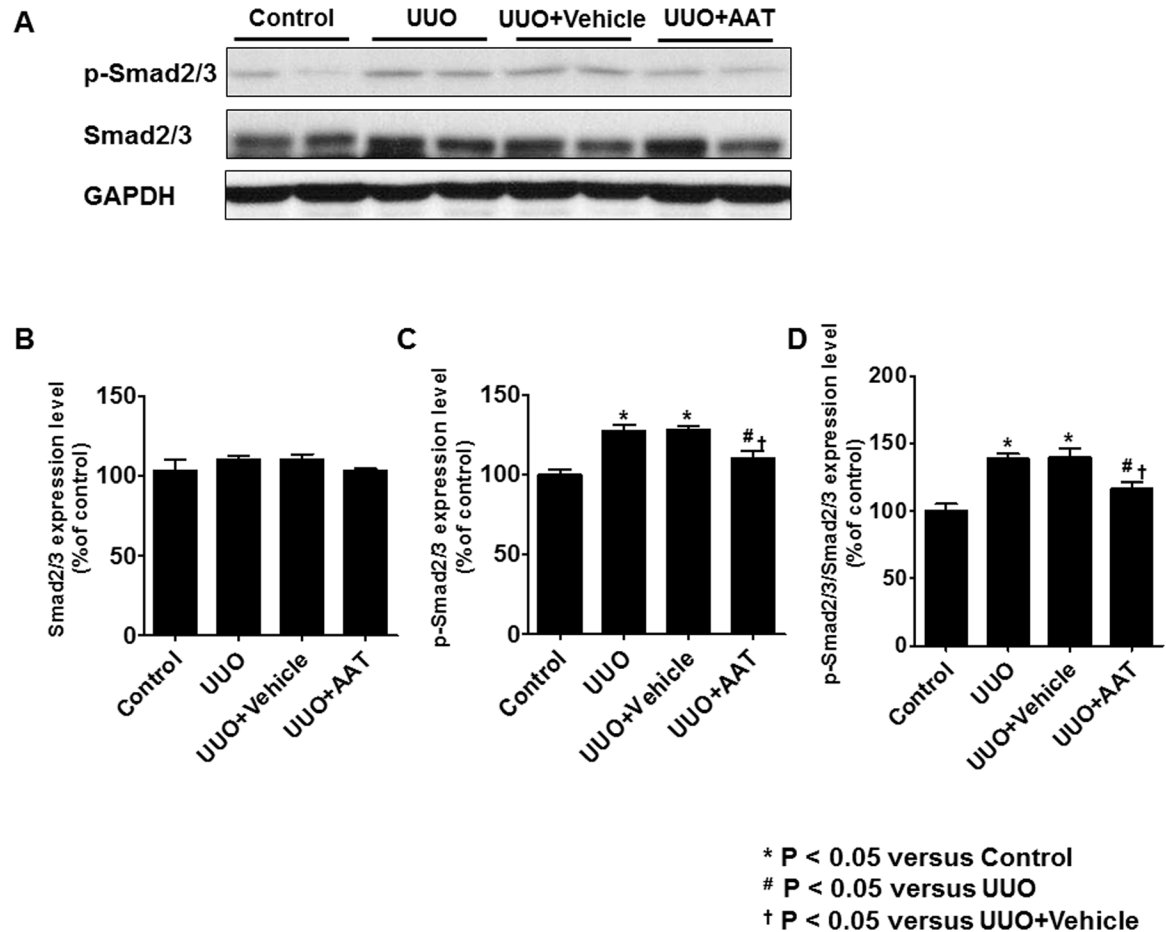 A
Control UUO UUO+Vehicle UUO+AAT
p-Smad2/3
Smad2/3
GAPDH
B
Smad2/3 expression level
(%of control)
150
100
50
0
Control
UUO
UUO+Vehicle
UUO+AAT
C
p-Smad2/3 expression level
(%of control)
150
100
50
0
*
*
#†
Control
UUO
UUO+Vehicle
UUO+AAT
D
p-Smad2/3/Smad2/3 expression level
(%of control)
200
150
100
50
0
*
*
#†
Control
UUO
UUO+Vehicle
UUO+AAT
* P < 0.05 versus Control
# P < 0.05 versus UUO
† P < 0.05 versus UUO+Vehicle